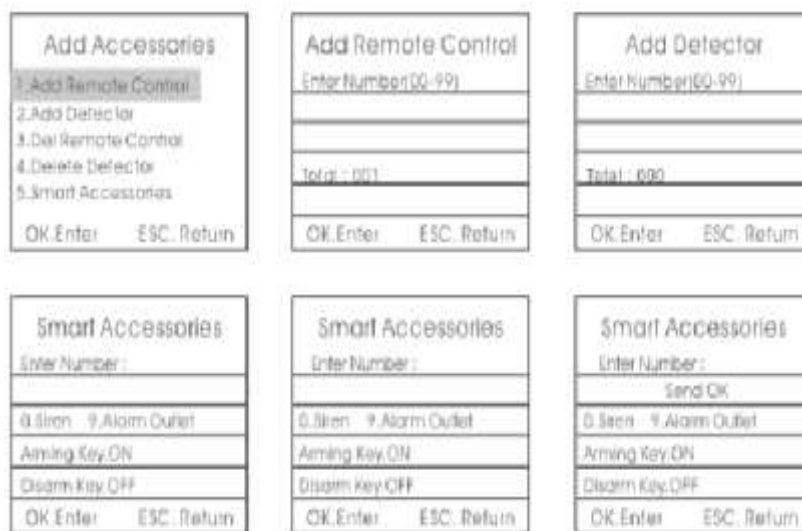 Add Accessories
1.Add Remote Control
2.Add Detector
3.Del Remote Control
4.Delete Detector
5.Smart Accessories
OK.Enter ESC. Return
Add Remote Control
Enter Number(00-99)
Total : 001
OK.Enter ESC. Return
Add Detector
Enter Number(00-99)
Total : 000
OK.Enter ESC. Return
Smart Accessories
Enter Number :
0.Siren 9.Alarm Outlet
Arming Key.ON
Disarm Key.OFF
OK.Enter ESC. Return
Smart Accessories
Enter Number :
0.Siren 9.Alarm Outlet
Arming Key.ON
Disarm Key.OFF
OK.Enter ESC. Return
Smart Accessories
Enter Number :
Send OK
0.Siren 9.Alarm Outlet
Arming Key.ON
Disarm Key.OFF
OK.Enter ESC. Return